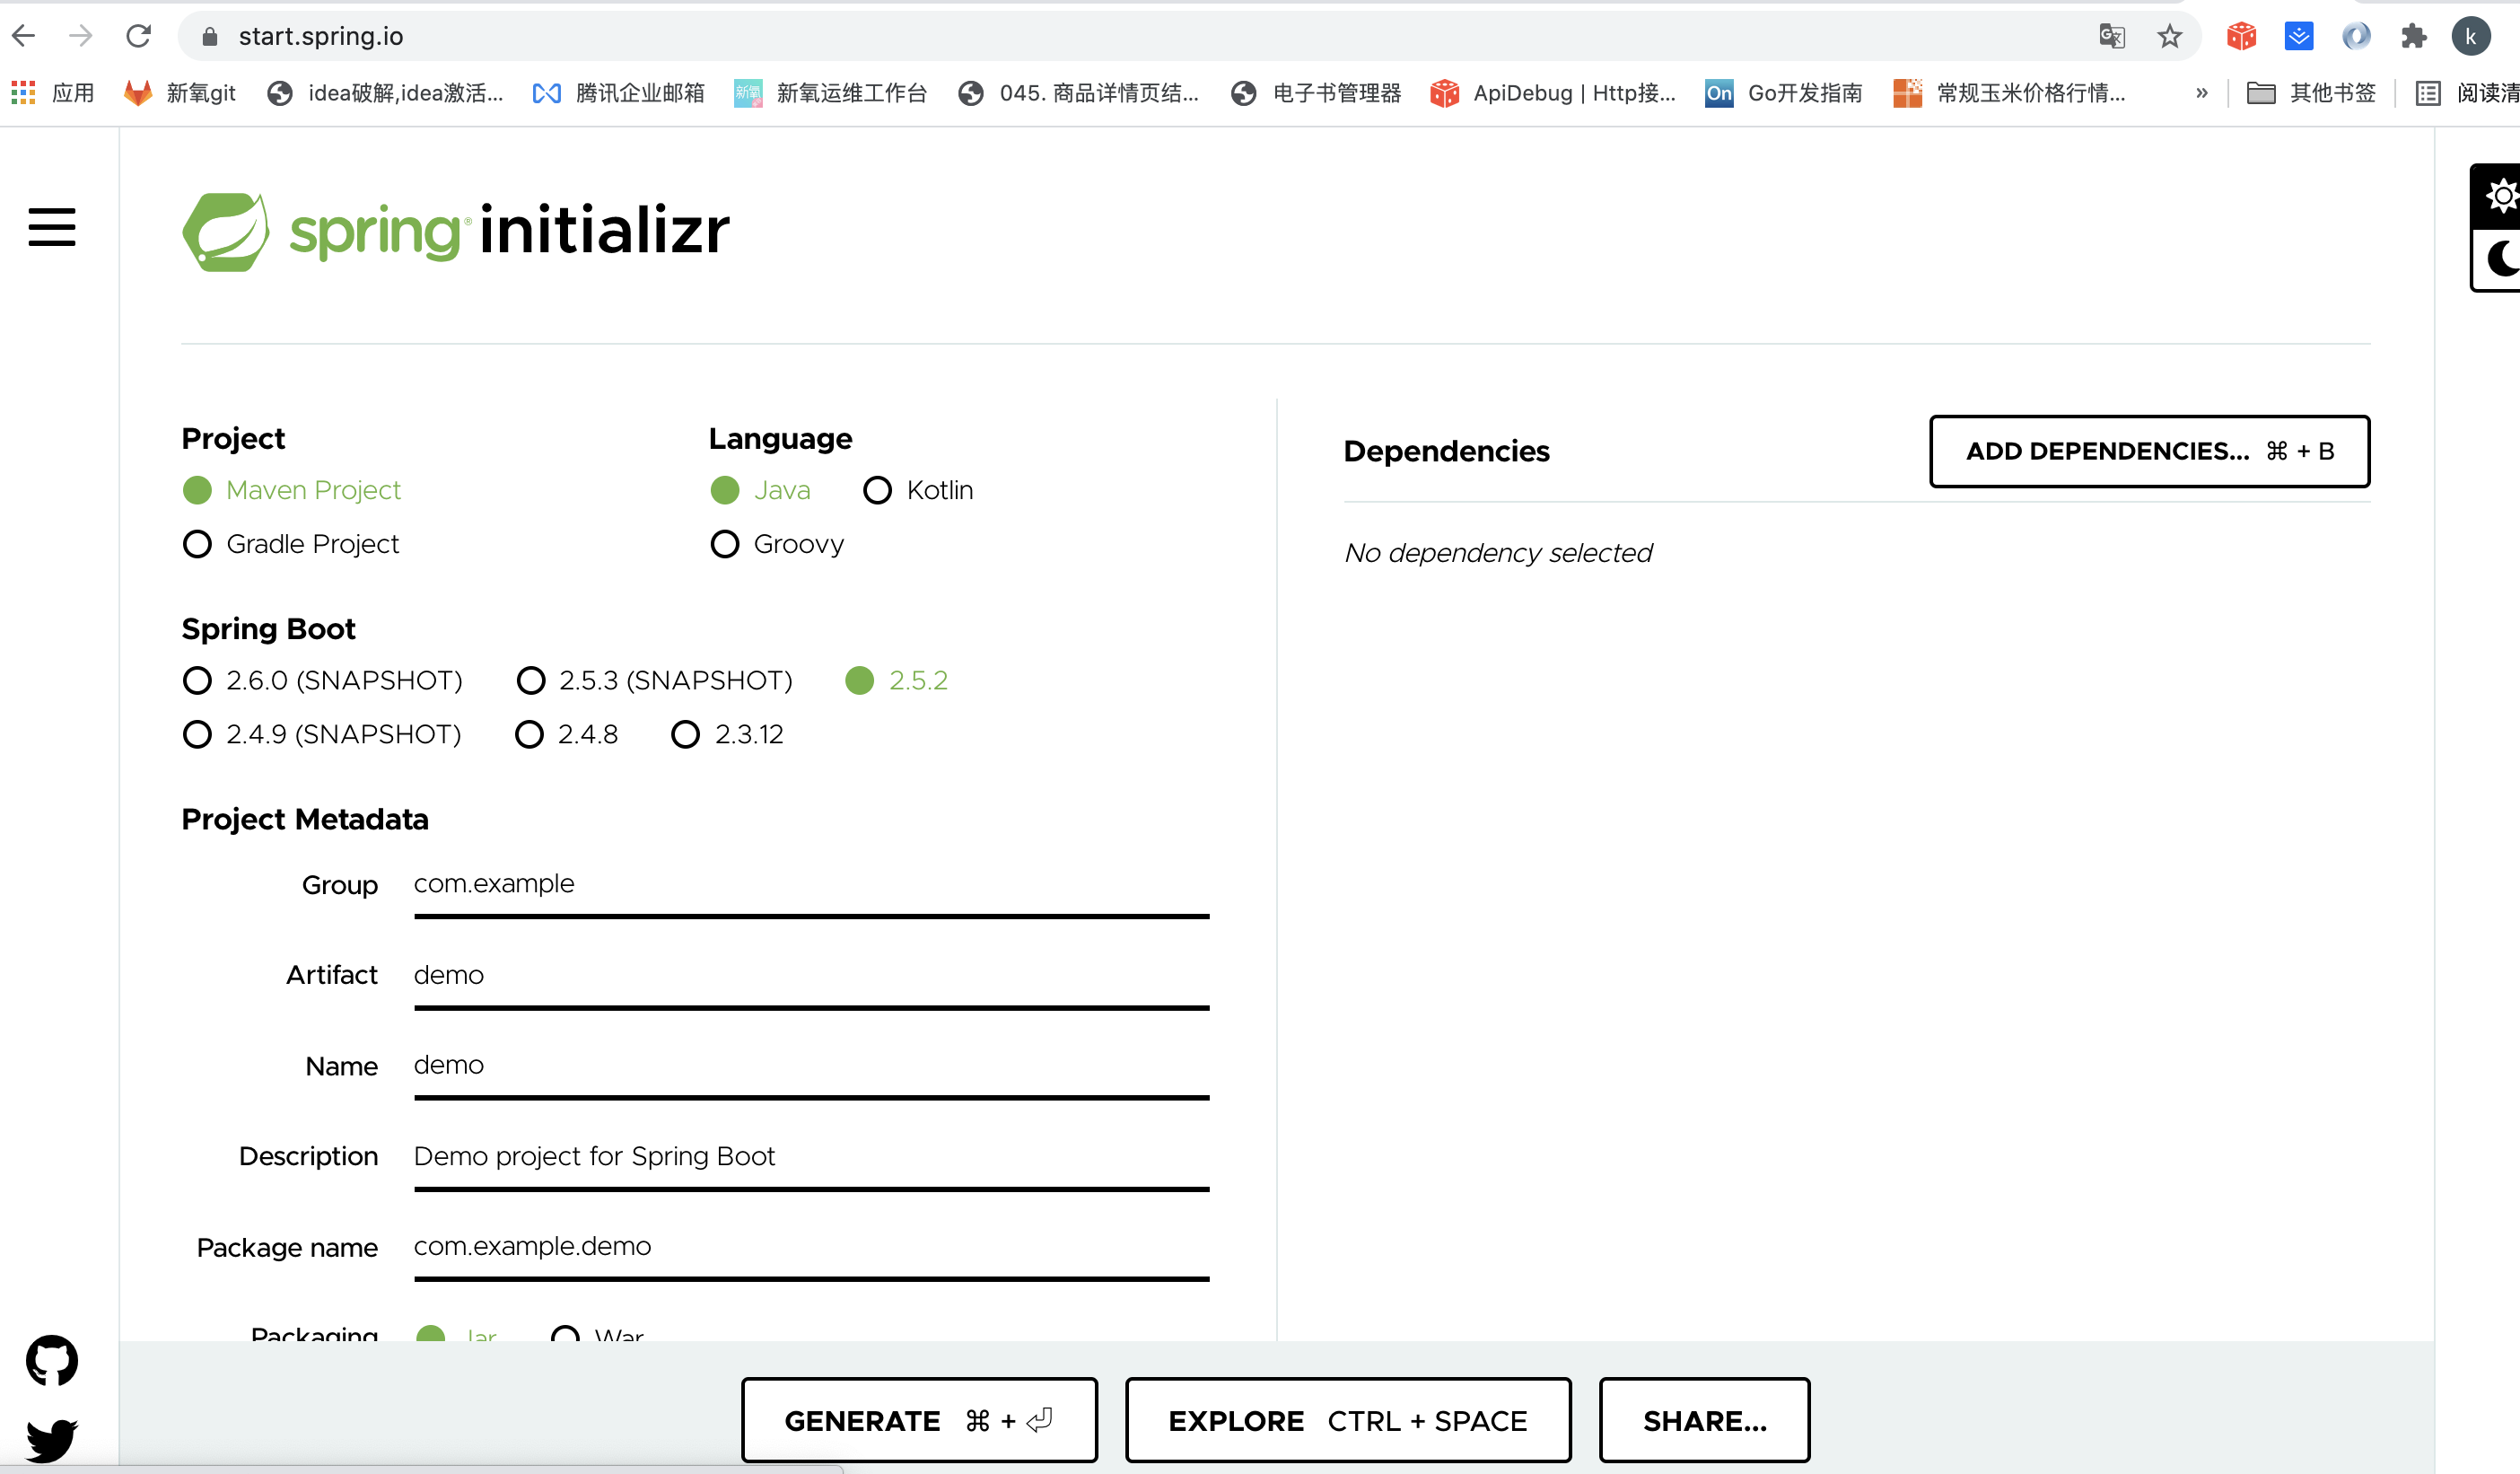 start.spring.io
k
应用 新氧git idea破解,idea激活... 腾讯企业邮箱 新氧 新氧运维工作台 045. 商品详情页结... 电子书管理器 ApiDebug | Http接... On Go开发指南 常规玉米价格行情... » 其他书签 阅读清
spring® initializr
Project
Maven Project
Gradle Project
Language
Java Kotlin
Groovy
Spring Boot
2.6.0 (SNAPSHOT) 2.5.3 (SNAPSHOT) 2.5.2
2.4.9 (SNAPSHOT) 2.4.8 2.3.12
Project Metadata
Group com.example
Artifact demo
Name demo
Description Demo project for Spring Boot
Package name com.example.demo
Packaging Jar War
Dependencies ADD DEPENDENCIES... ⌘ + B
No dependency selected
GENERATE ⌘ + ⏎ EXPLORE CTRL + SPACE SHARE...